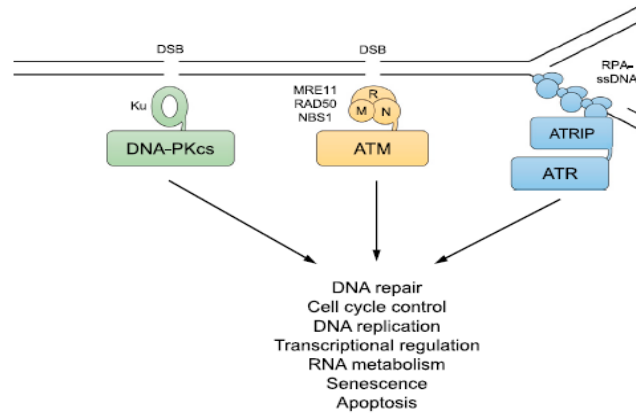 DSB
DSB
RPA-
ssDNA
Ku
MRE11
RAD50
NBS1
R
M
N
DNA-PKcs
ATM
ATRIP
ATR
DNA repair
Cell cycle control
DNA replication
Transcriptional regulation
RNA metabolism
Senescence
Apoptosis